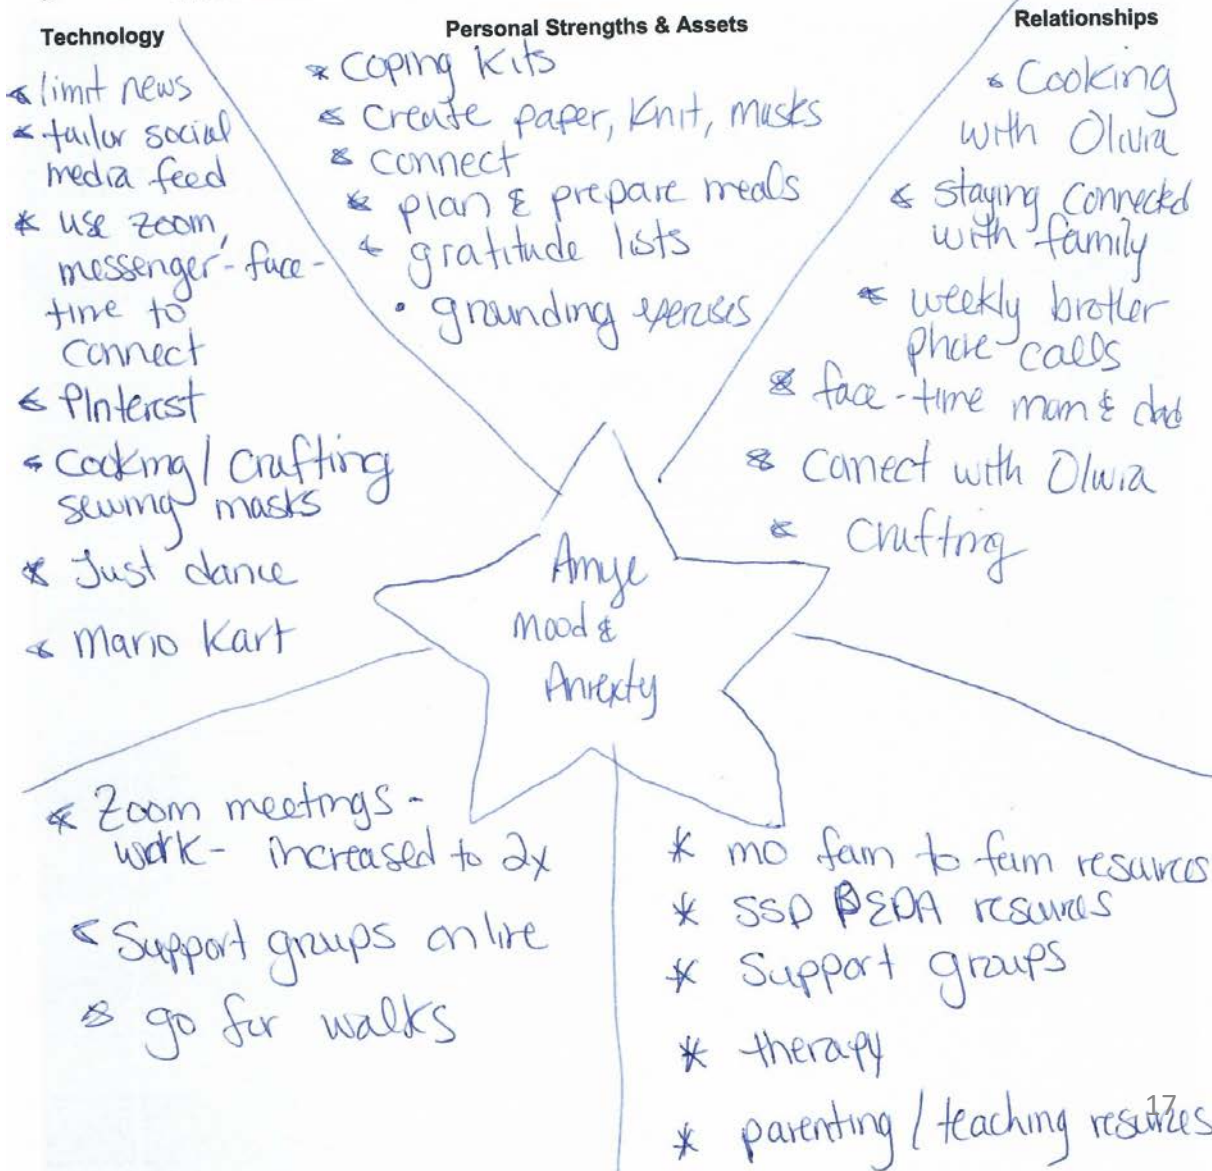 Technology
* limit news
* tailor social
media feed
* use zoom,
messenger - face -
time to
connect
* PInterest
* Cooking / Crafting
sewing masks
* Just dance
* Mario Kart
Personal Strengths & Assets
* Coping Kits
* Create paper, Knit, masks
* connect
* plan & prepare meals
* gratitude lists
• grounding exercises
Relationships
* Cooking
with Olivia
* staying connected
with family
* weekly brother
phone calls
* face-time mom & dad
* connect with Olivia
* Crafting
Amye
Mood &
Anxiety
* Zoom meetings -
work - increased to 2x
* Support groups online
* go for walks
* mo fam to fam resources
* SSD resources
* Support groups
* therapy
* parenting / teaching resources
17